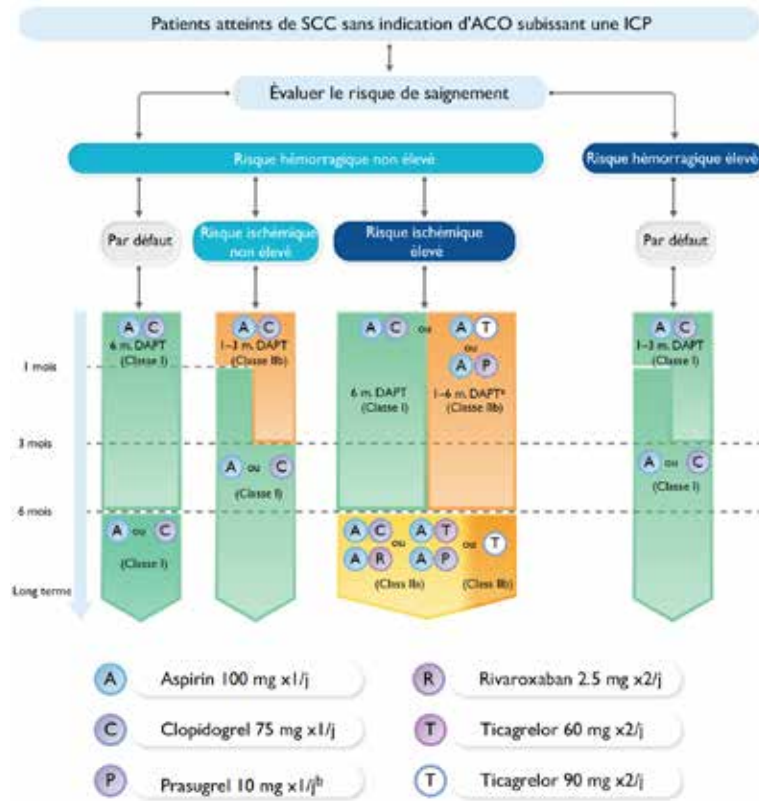 Patients atteints de SCC sans indication d'ACO subissant une ICP
Évaluer le risque de saignement
Risque hémorragique non élevé
Risque hémorragique élevé
Par défaut
Risque ischémique
non élevé
Risque ischémique
élevé
Par défaut
A C
6 m. DAPT
(Classe I)
A C
1–3 m. DAPT
(Classe IIb)
A C ou A T
ou
A P
6 m. DAPT
(Classe I)
1–6 m. DAPTª
(Classe IIb)
A C
1–3 m. DAPT
(Classe I)
1 mois
3 mois
A ou C
(Classe I)
A ou C
(Classe I)
6 mois
A ou C
(Classe I)
A C ou A T ou T
A R A P
(Class IIa) (Class IIb)
Long terme
A Aspirin 100 mg x1/j
R Rivaroxaban 2.5 mg x2/j
C Clopidogrel 75 mg x1/j
T Ticagrelor 60 mg x2/j
P Prasugrel 10 mg x1/jᵇ
T Ticagrelor 90 mg x2/j